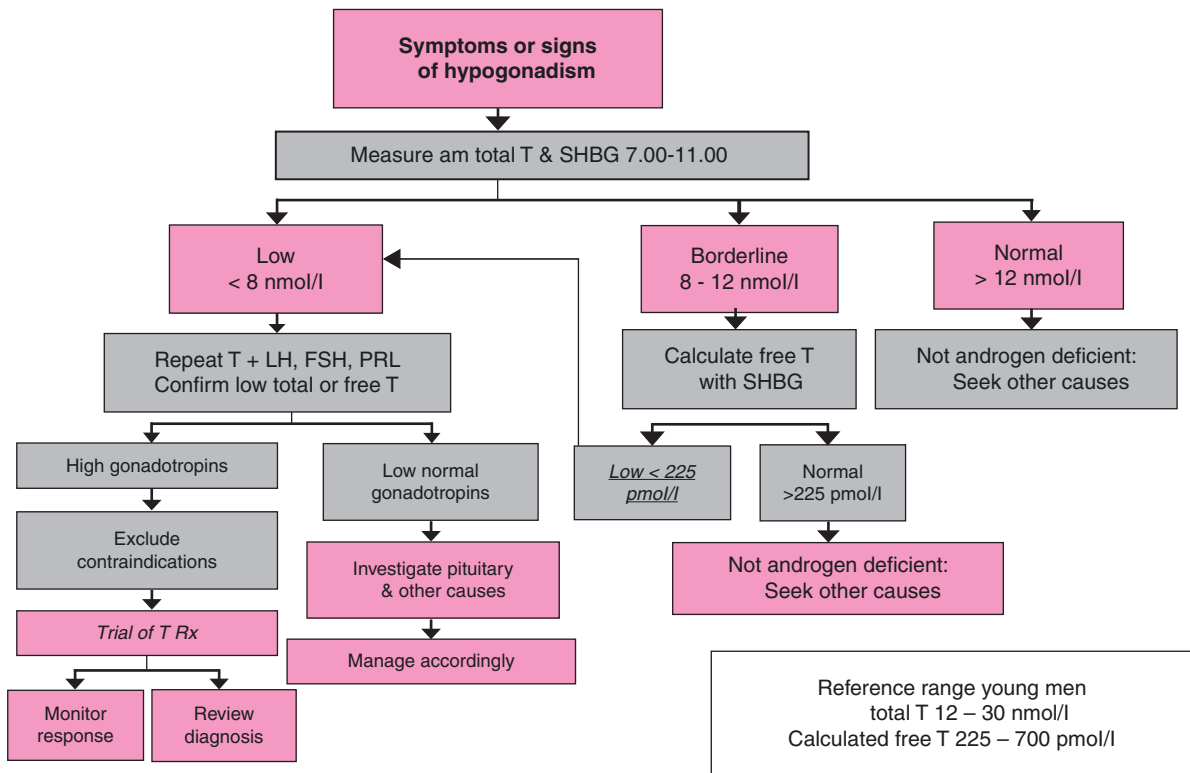 Symptoms or signs
of hypogonadism
Measure am total T & SHBG 7.00-11.00
Low
< 8 nmol/l
Borderline
8 - 12 nmol/l
Normal
> 12 nmol/l
Repeat T + LH, FSH, PRL
Confirm low total or free T
Calculate free T
with SHBG
Not androgen deficient:
Seek other causes
High gonadotropins
Low normal
gonadotropins
Low < 225
pmol/l
Normal
>225 pmol/l
Exclude
contraindications
Investigate pituitary
& other causes
Not androgen deficient:
Seek other causes
Trial of T Rx
Manage accordingly
Monitor
response
Review
diagnosis
Reference range young men
total T 12 – 30 nmol/l
Calculated free T 225 – 700 pmol/l